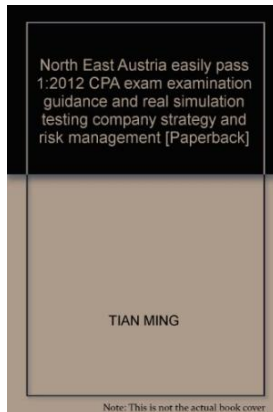 North East Austria easily pass
1:2012 CPA exam examination
guidance and real simulation
testing company strategy and
risk management [Paperback]
TIAN MING
Note: This is not the actual book cover